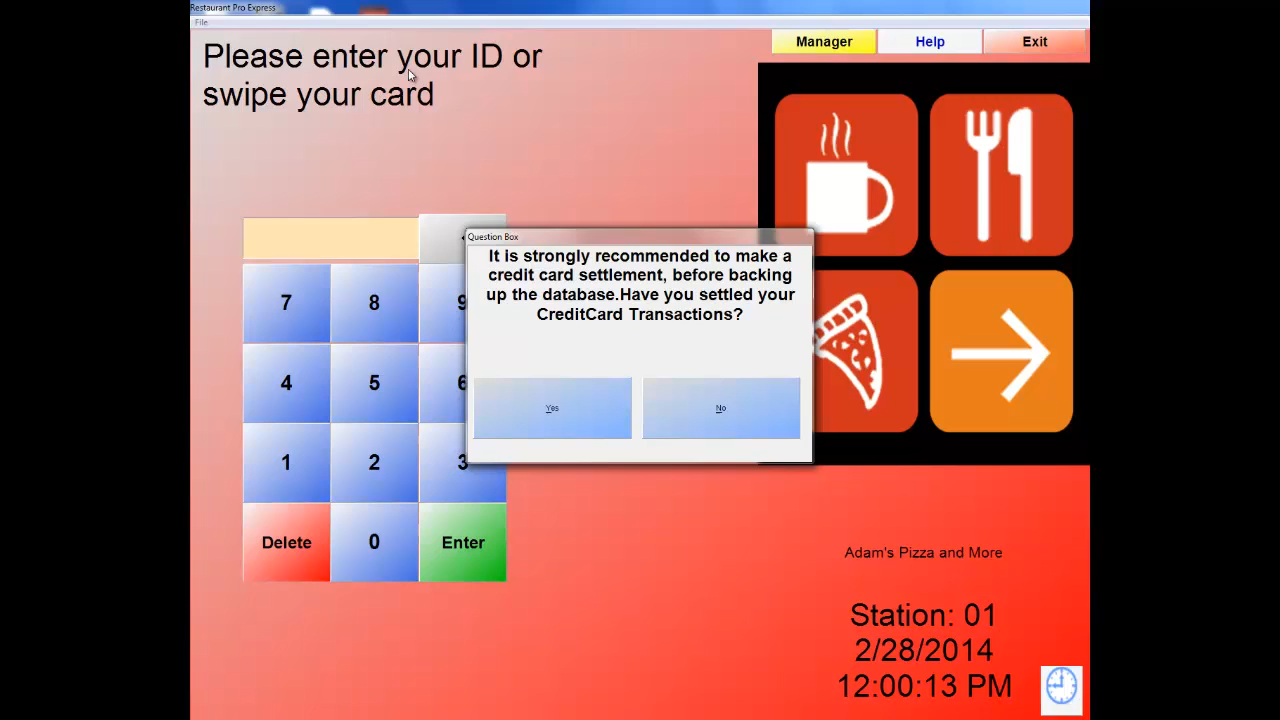 Restaurant Pro Express
File
Please enter your ID or
swipe your card
Manager
Help
Exit
Question Box
It is strongly recommended to make a
credit card settlement, before backing
up the database.Have you settled your
CreditCard Transactions?
Yes
No
7
8
9
4
5
6
1
2
3
Delete
0
Enter
Adam's Pizza and More
Station: 01
2/28/2014
12:00:13 PM